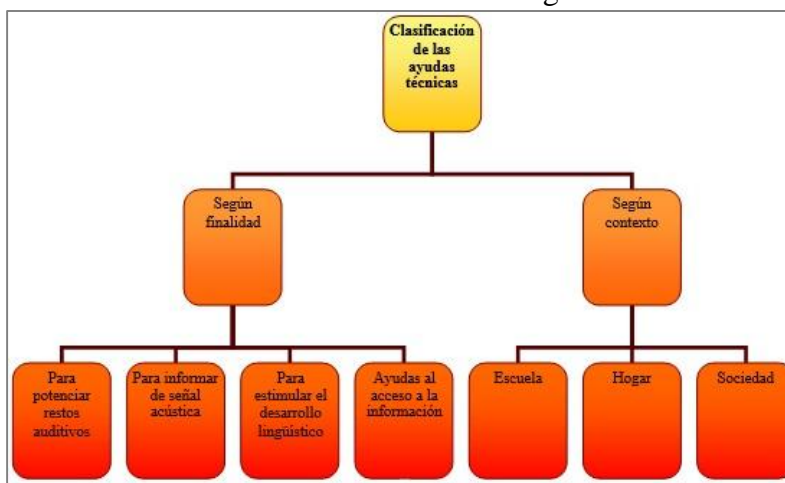 Clasificación
de las
ayudas
técnicas
Según
finalidad
Según
contexto
Para
potenciar
restos
auditivos
Para informar
de señal
acústica
Para
estimular el
desarrollo
lingüístico
Ayudas al
acceso a la
información
Escuela
Hogar
Sociedad